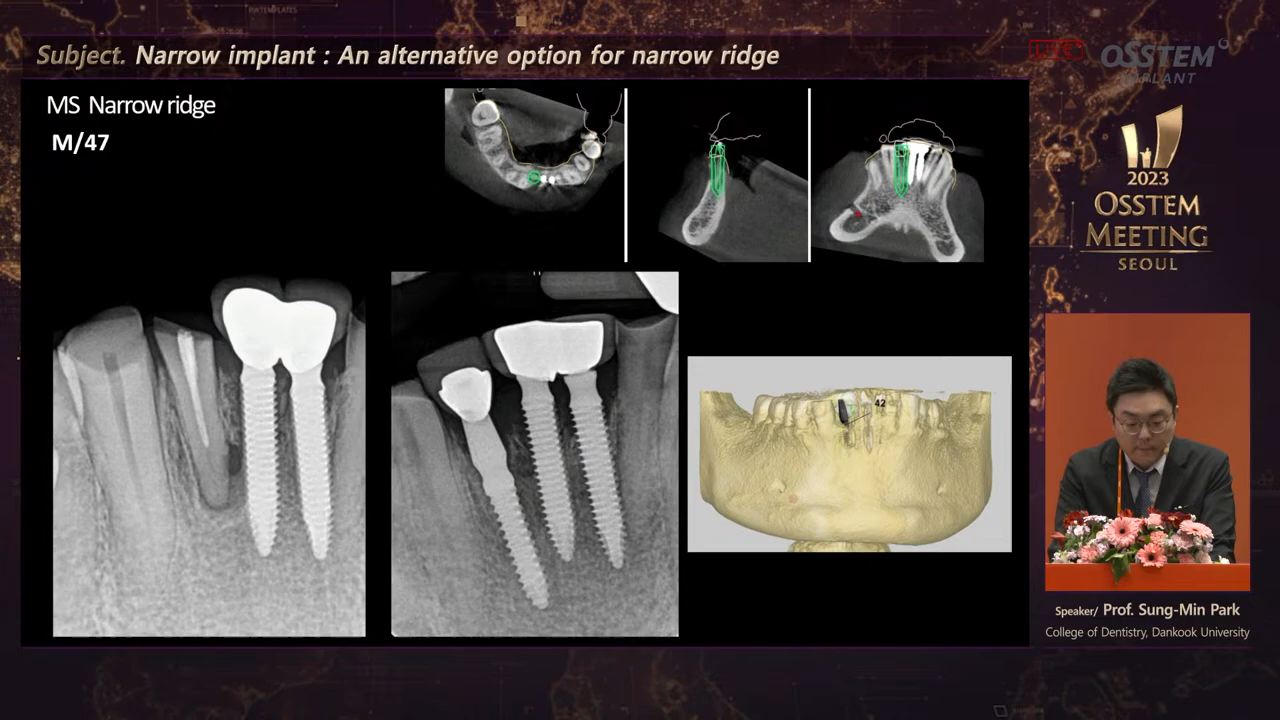 Subject. Narrow implant : An alternative option for narrow ridge
LIVE
OSSTEM
IMPLANT
MS Narrow ridge
M/47
42
2023
OSSTEM
MEETING
SEOUL
Speaker/ Prof. Sung-Min Park
College of Dentistry, Dankook University